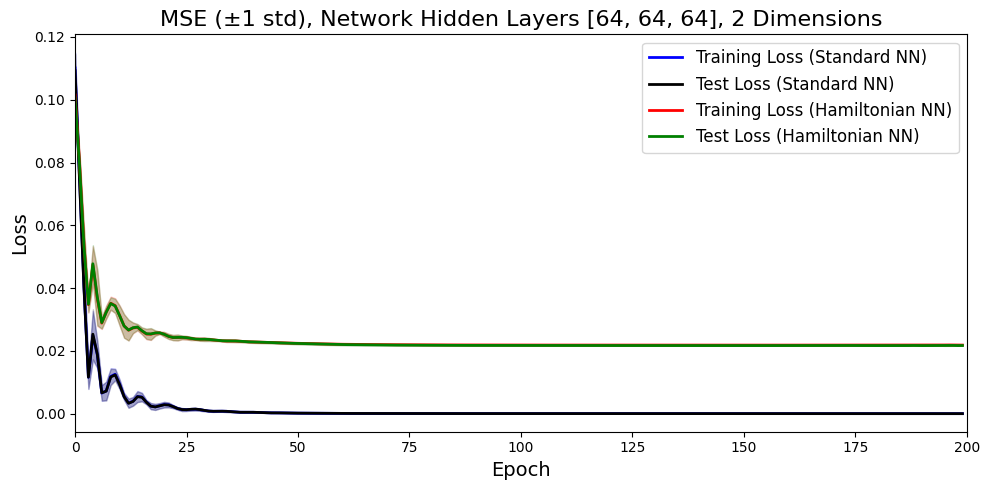 MSE (±1 std), Network Hidden Layers [64, 64, 64], 2 Dimensions
0.12
0.10
0.08
0.06
0.04
0.02
0.00
Loss
Training Loss (Standard NN)
Test Loss (Standard NN)
Training Loss (Hamiltonian NN)
Test Loss (Hamiltonian NN)
0 25 50 75 100 125 150 175 200
Epoch